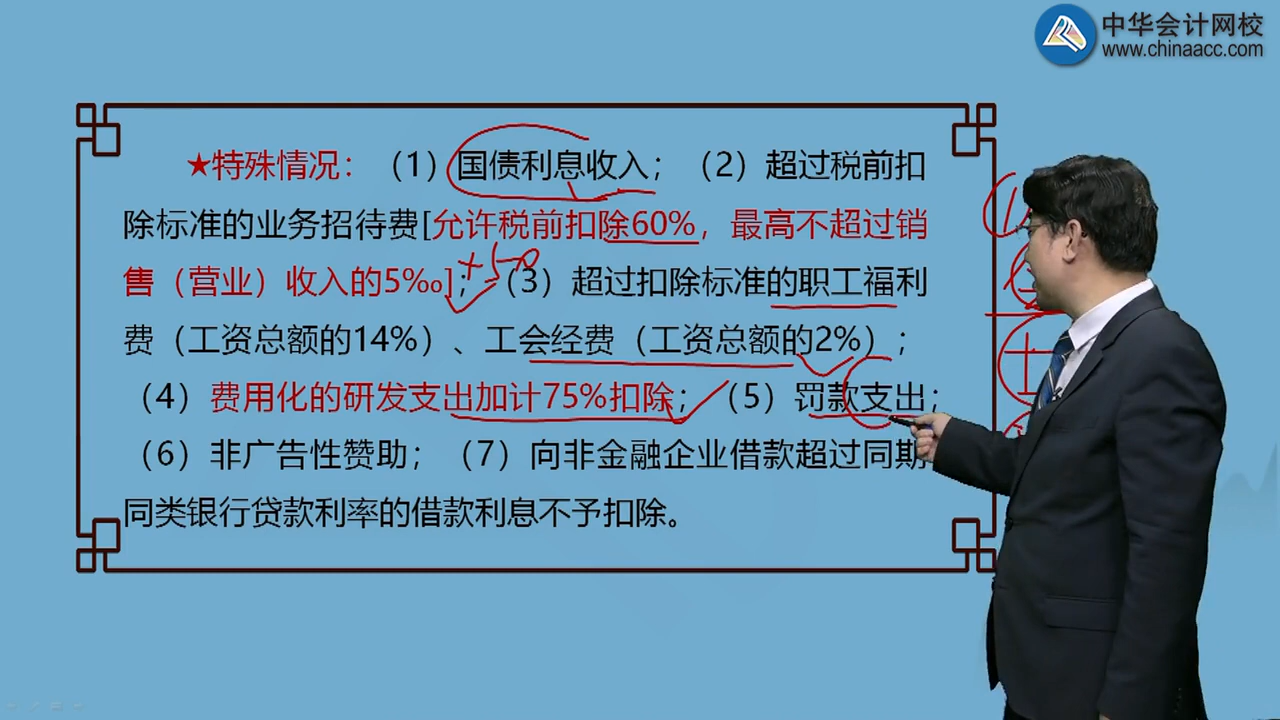 中华会计网校
www.chinaacc.com
★特殊情况：（1）国债利息收入；（2）超过税前扣
除标准的业务招待费[允许税前扣除60%，最高不超过销
售（营业）收入的5‰]；（3）超过扣除标准的职工福利
费（工资总额的14%）、工会经费（工资总额的2%）；
（4）费用化的研发支出加计75%扣除；（5）罚款支出；
（6）非广告性赞助；（7）向非金融企业借款超过同期
同类银行贷款利率的借款利息不予扣除。
+50